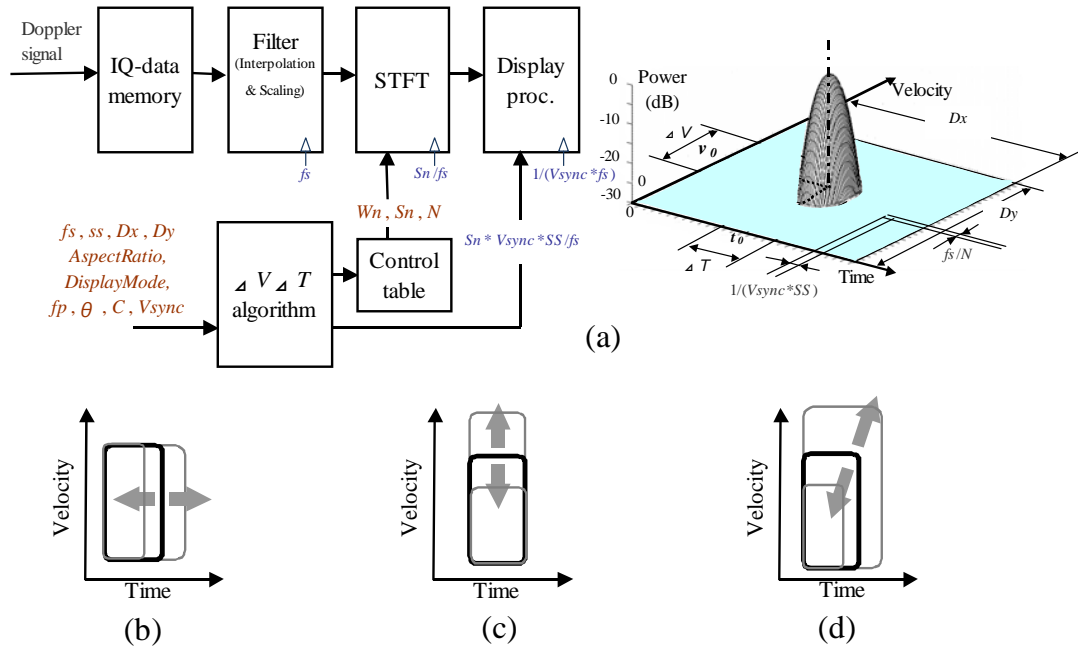 Doppler
signal
IQ-data
memory
Filter
(Interpolation
& Scaling)
STFT
Display
proc.
fs
Sn/fs
1/(Vsync*fs)
Wn , Sn , N
Sn* Vsync*SS/fs
fs , ss , Dx , Dy
AspectRatio,
DisplayMode,
fp , θ , C , Vsync
⊿ V ⊿ T
algorithm
Control
table
Power
(dB)
0
-10
-10
-20
-30
0
0
Velocity
Dx
⊿ V
v0
t0
⊿ T
1/(Vsync*SS)
Time
fs/N
Dy
(a)
Velocity
Time
(b)
Velocity
Time
(c)
Velocity
Time
(d)